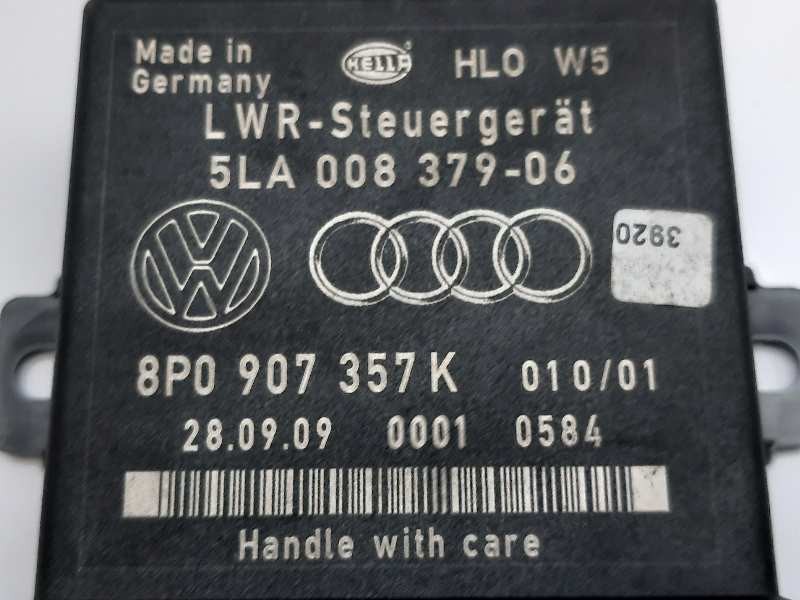 Made in
Germany
HELLA
HLO W5
LWR-Steuergerät
5LA 008 379-06
VW
3920
8P0 907 357 K 010/01
28.09.09 0001 0584
Handle with care